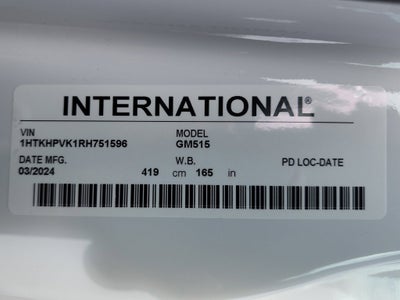 INTERNATIONAL®
VIN MODEL
1HTKHPVK1RH751596 GM515
DATE MFG. W.B. PD LOC-DATE
03/2024 419 cm 165 in